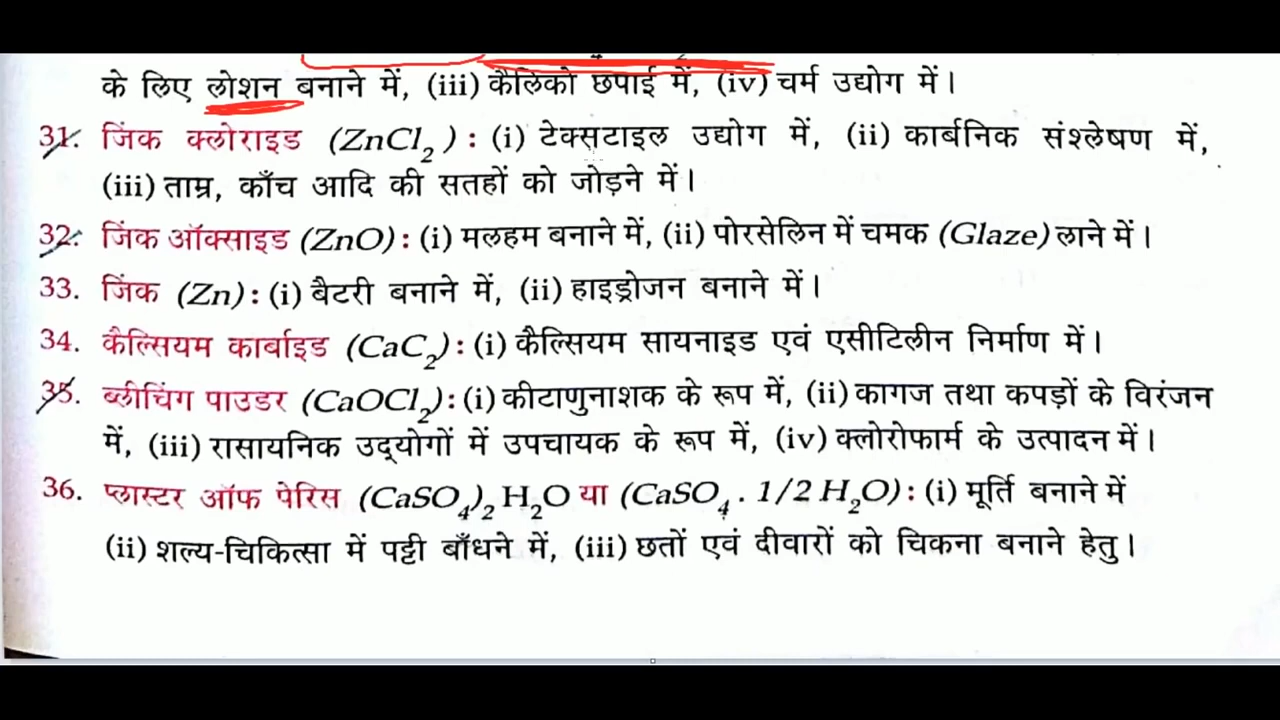 के लिए लोशन बनाने में, (iii) कैलिको छपाई में, (iv) चर्म उद्योग में।
31. जिंक क्लोराइड (ZnCl₂) : (i) टेक्सटाइल उद्योग में, (ii) कार्बनिक संश्लेषण में,
(iii) ताम्र, काँच आदि की सतहों को जोड़ने में।
32. जिंक ऑक्साइड (ZnO) : (i) मलहम बनाने में, (ii) पोरसेलिन में चमक (Glaze) लाने में।
33. जिंक (Zn) : (i) बैटरी बनाने में, (ii) हाइड्रोजन बनाने में।
34. कैल्सियम कार्बाइड (CaC₂) : (i) कैल्सियम सायनाइड एवं एसीटिलीन निर्माण में।
35. ब्लीचिंग पाउडर (CaOCl₂) : (i) कीटाणुनाशक के रूप में, (ii) कागज तथा कपड़ों के विरंजन
में, (iii) रासायनिक उद्‌योगों में उपचायक के रूप में, (iv) क्लोरोफार्म के उत्पादन में।
36. प्लास्टर ऑफ पेरिस (CaSO₄)₂H₂O या (CaSO₄ . 1/2 H₂O) : (i) मूर्ति बनाने में
(ii) शल्य-चिकित्सा में पट्टी बाँधने में, (iii) छतों एवं दीवारों को चिकना बनाने हेतु।